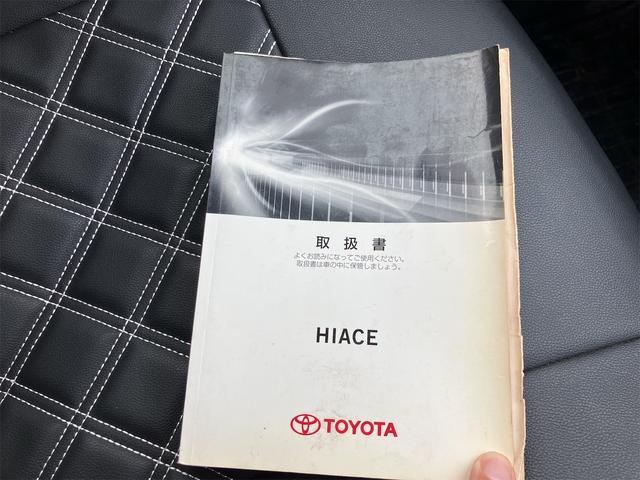 取扱書
よくお読みになってご使用ください。
取扱書は車の中に保管しましょう。
HIACE
TOYOTA